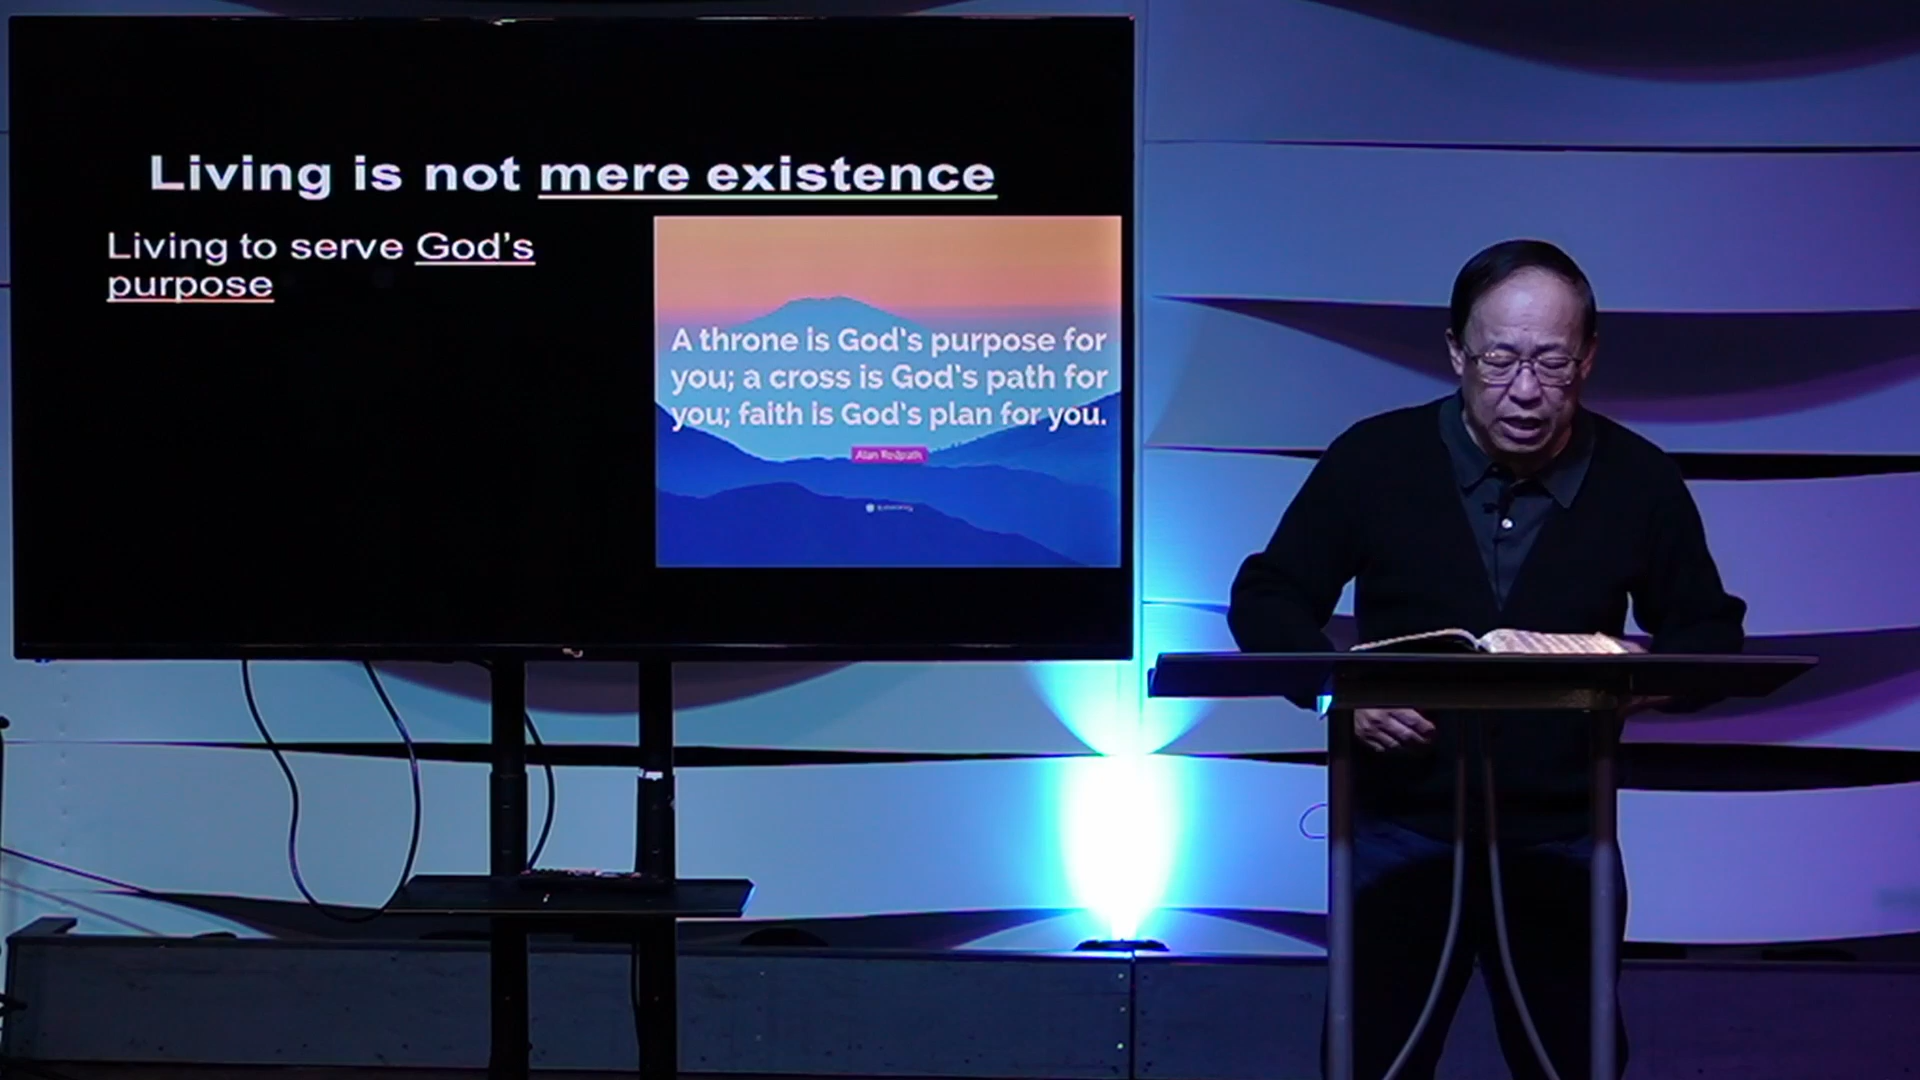 Living is not mere existence
Living to serve God's
purpose
A throne is God's purpose for
you; a cross is God's path for
you; faith is God's plan for you.
Alan Redpath